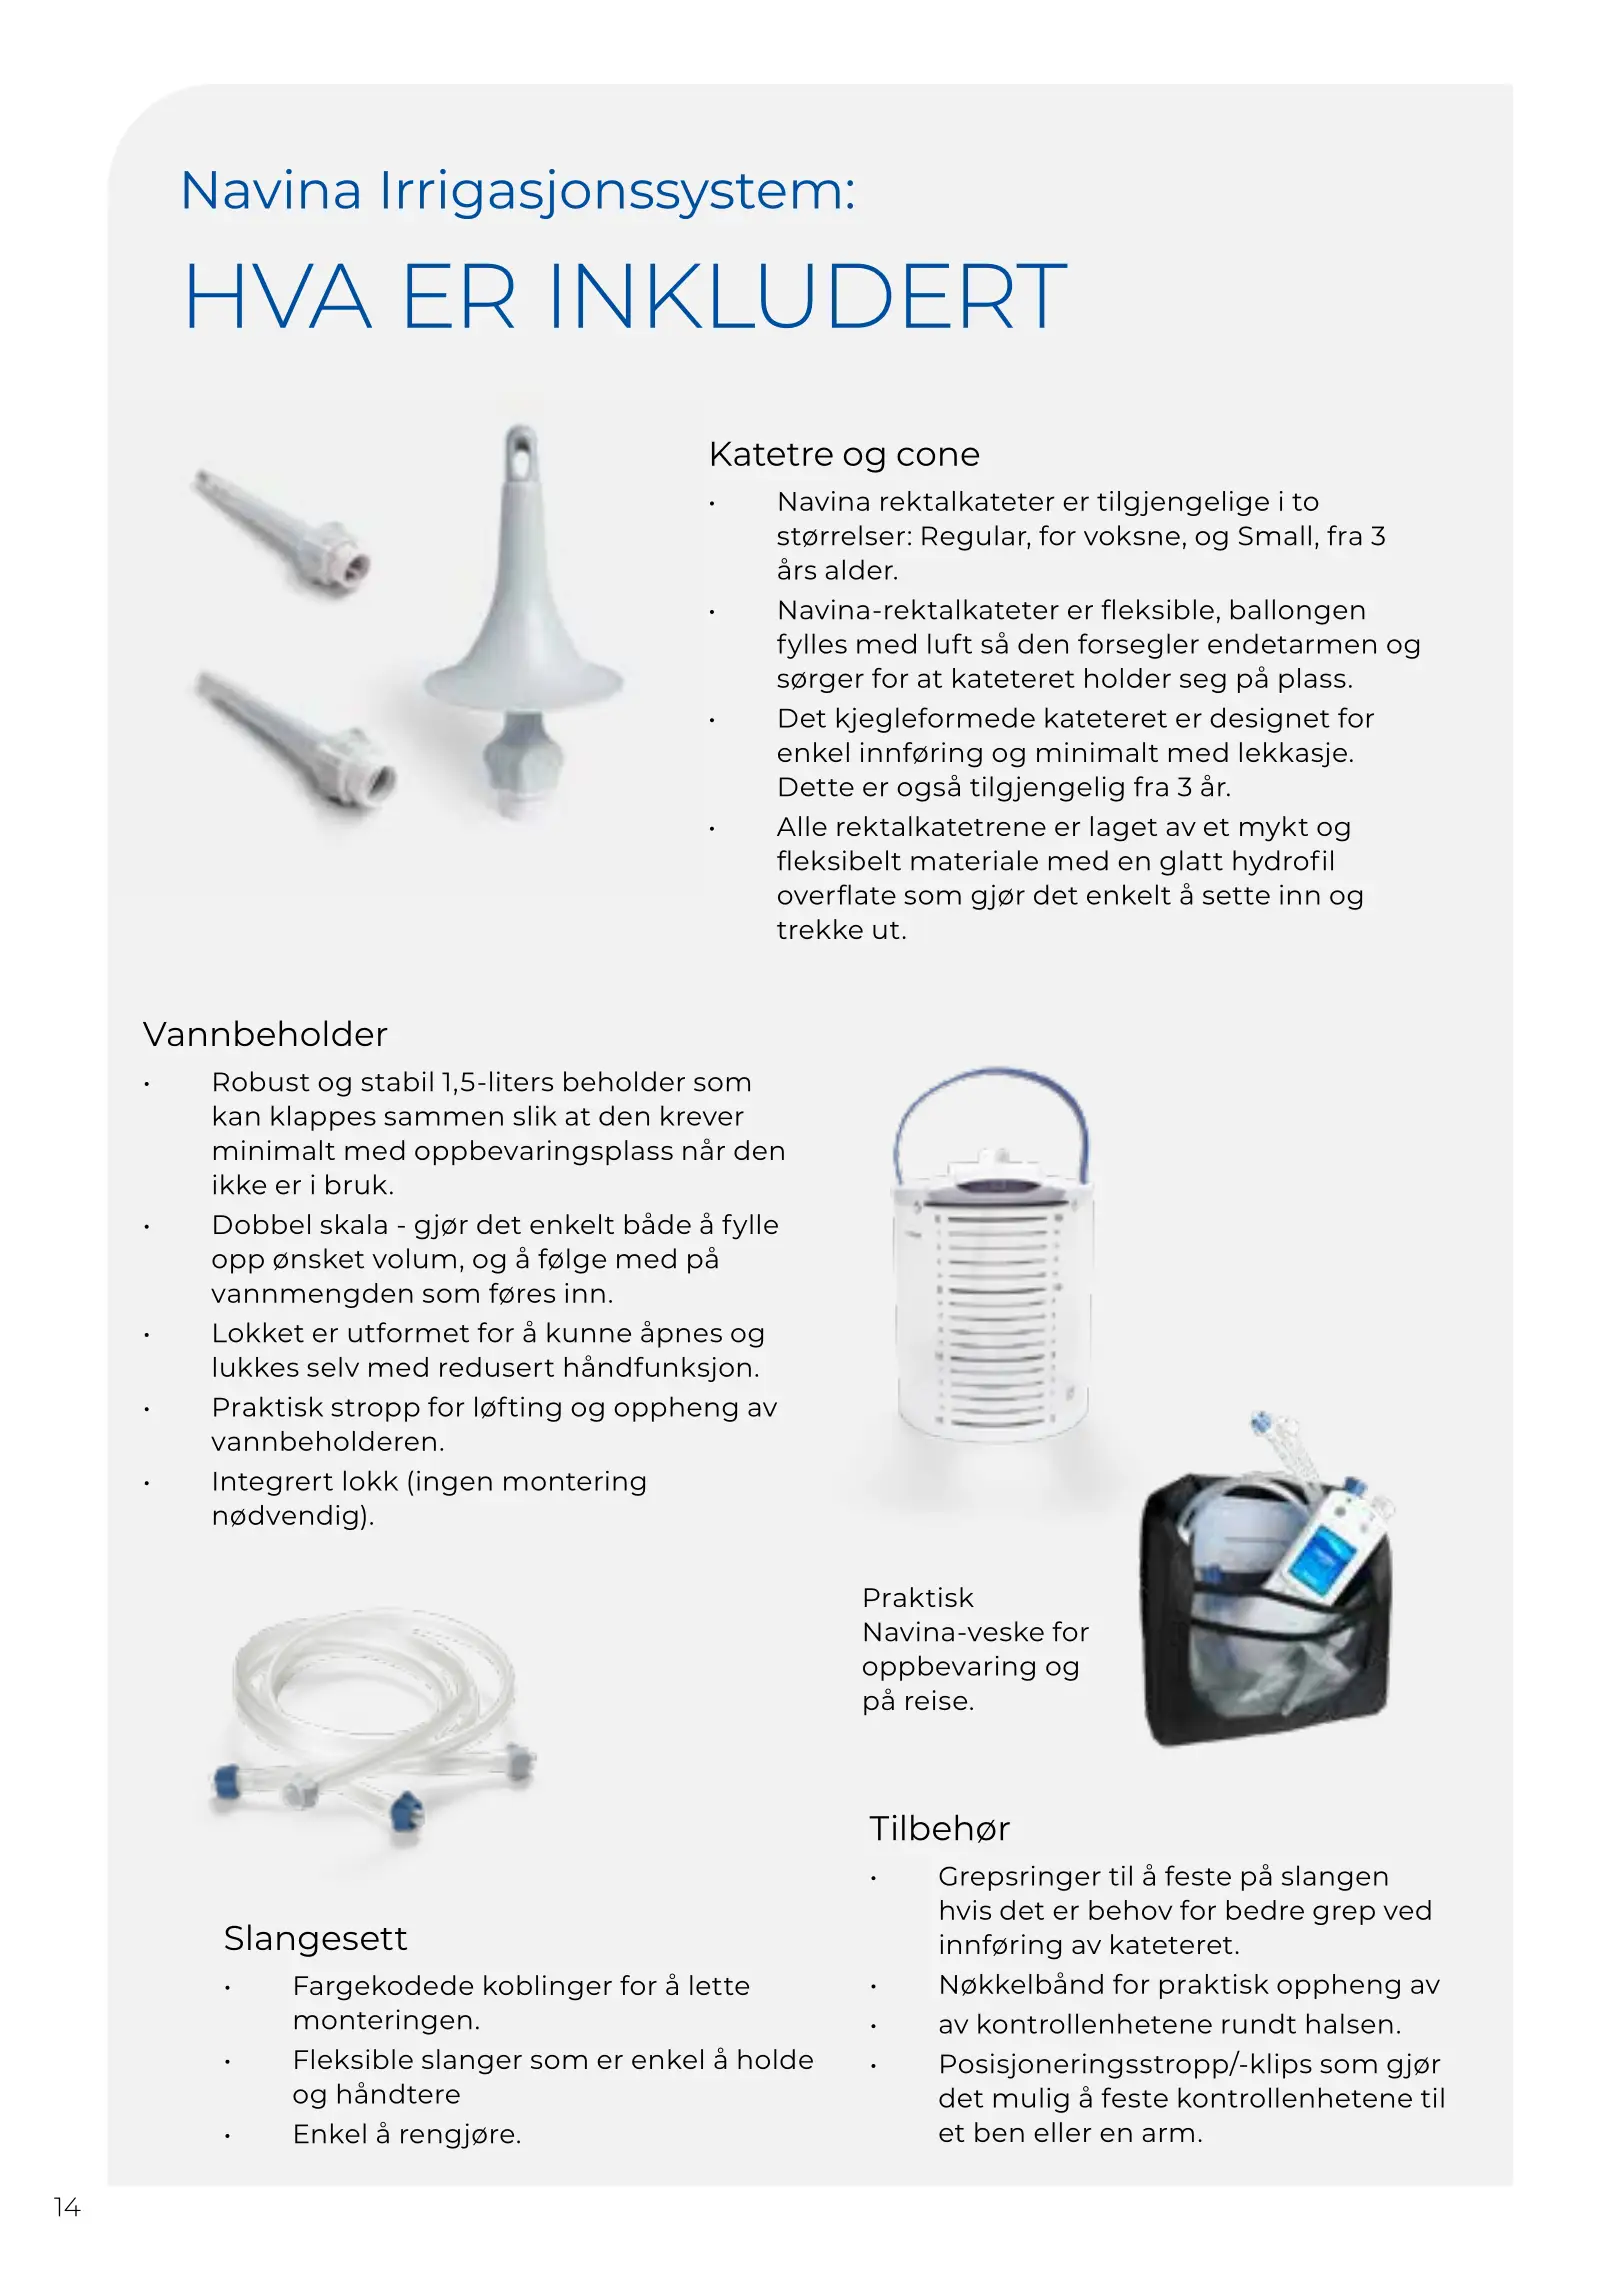 Navina Irrigasjonssystem:
HVA ER INKLUDERT
Katetre og cone
• Navina rektalkateter er tilgjengelige i to
størrelser: Regular, for voksne, og Small, fra 3
års alder.
• Navina-rektalkateter er fleksible, ballongen
fylles med luft så den forsegler endetarmen og
sørger for at kateteret holder seg på plass.
• Det kjegleformede kateteret er designet for
enkel innføring og minimalt med lekkasje.
Dette er også tilgjengelig fra 3 år.
• Alle rektalkatetrene er laget av et mykt og
fleksibelt materiale med en glatt hydrofil
overflate som gjør det enkelt å sette inn og
trekke ut.
Vannbeholder
• Robust og stabil 1,5-liters beholder som
kan klappes sammen slik at den krever
minimalt med oppbevaringsplass når den
ikke er i bruk.
• Dobbel skala - gjør det enkelt både å fylle
opp ønsket volum, og å følge med på
vannmengden som føres inn.
• Lokket er utformet for å kunne åpnes og
lukkes selv med redusert håndfunksjon.
• Praktisk stropp for løfting og oppheng av
vannbeholderen.
• Integrert lokk (ingen montering
nødvendig).
Praktisk
Navina-veske for
oppbevaring og
på reise.
Slangesett
• Fargekodede koblinger for å lette
monteringen.
• Fleksible slanger som er enkel å holde
og håndtere
• Enkel å rengjøre.
Tilbehør
• Grepsringer til å feste på slangen
hvis det er behov for bedre grep ved
innføring av kateteret.
• Nøkkelbånd for praktisk oppheng av
• av kontrollenhetene rundt halsen.
• Posisjoneringsstropp/-klips som gjør
det mulig å feste kontrollenhetene til
et ben eller en arm.
14